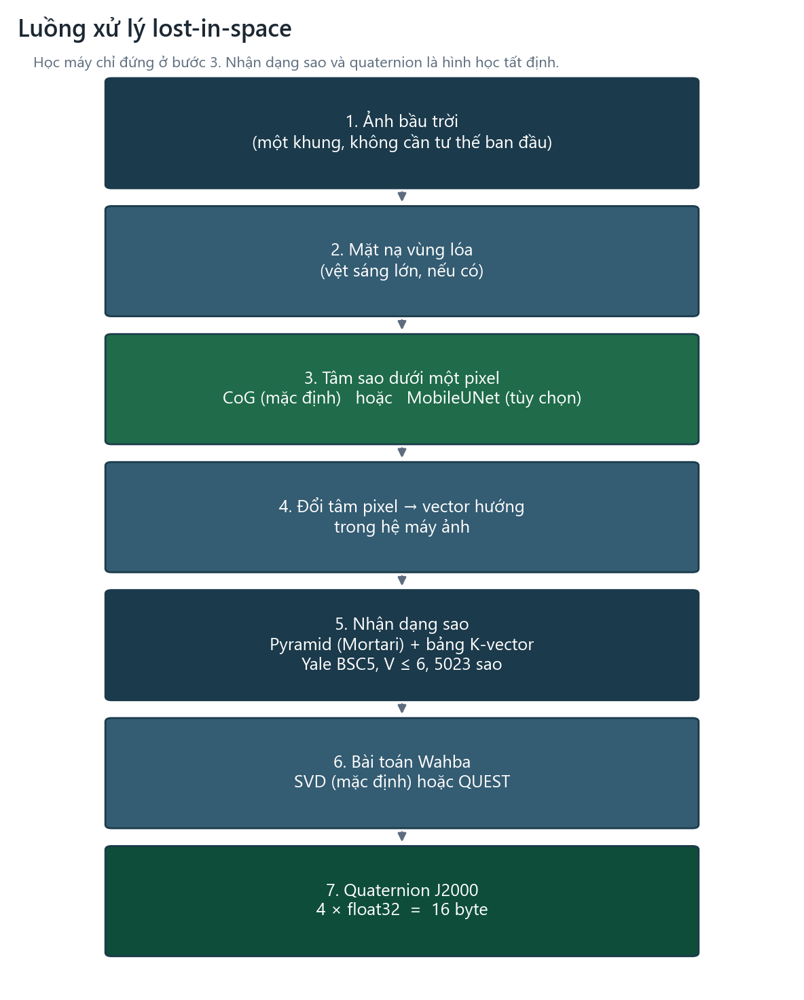 Luồng xử lý lost-in-space
Học máy chỉ đứng ở bước 3. Nhận dạng sao và quaternion là hình học tất định.
1. Ảnh bầu trời
(một khung, không cần tư thế ban đầu)
2. Mặt nạ vùng lóa
(vệt sáng lớn, nếu có)
3. Tâm sao dưới một pixel
CoG (mặc định) hoặc MobileUNet (tùy chọn)
4. Đổi tâm pixel → vector hướng
trong hệ máy ảnh
5. Nhận dạng sao
Pyramid (Mortari) + bảng K-vector
Yale BSC5, V ≤ 6, 5023 sao
6. Bài toán Wahba
SVD (mặc định) hoặc QUEST
7. Quaternion J2000
4 × float32 = 16 byte